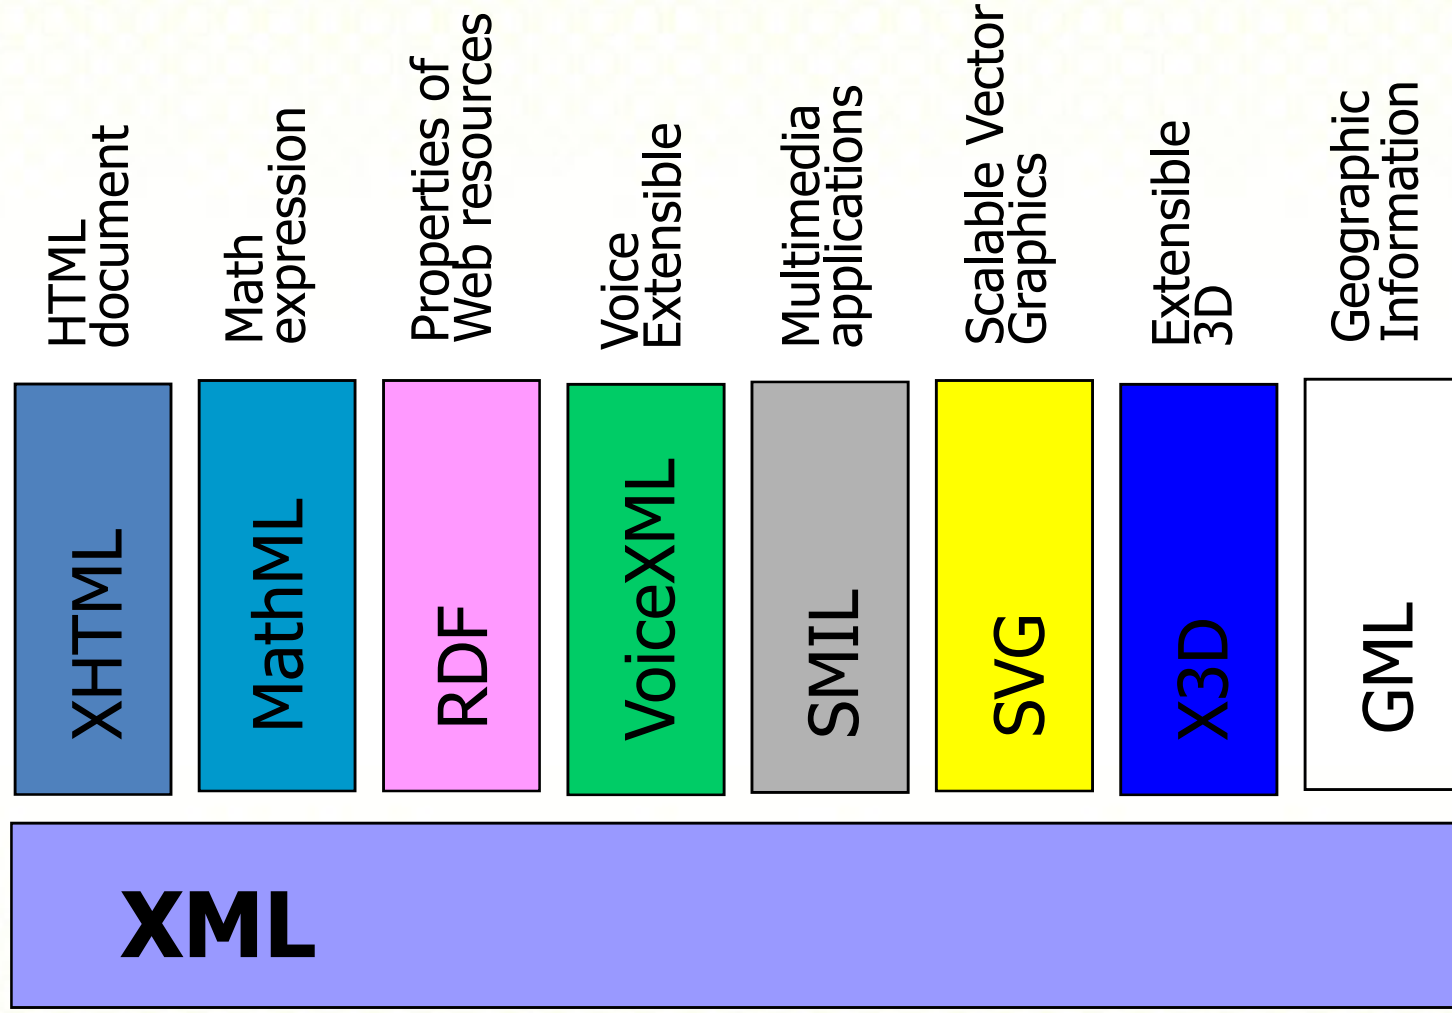 HTML
document
Math
expression
Properties of
Web resources
Voice
Extensible
Multimedia
applications
Scalable Vector
Graphics
Extensible
3D
Geographic
Information
XHTML
MathML
RDF
VoiceXML
SMIL
SVG
X3D
GML
XML